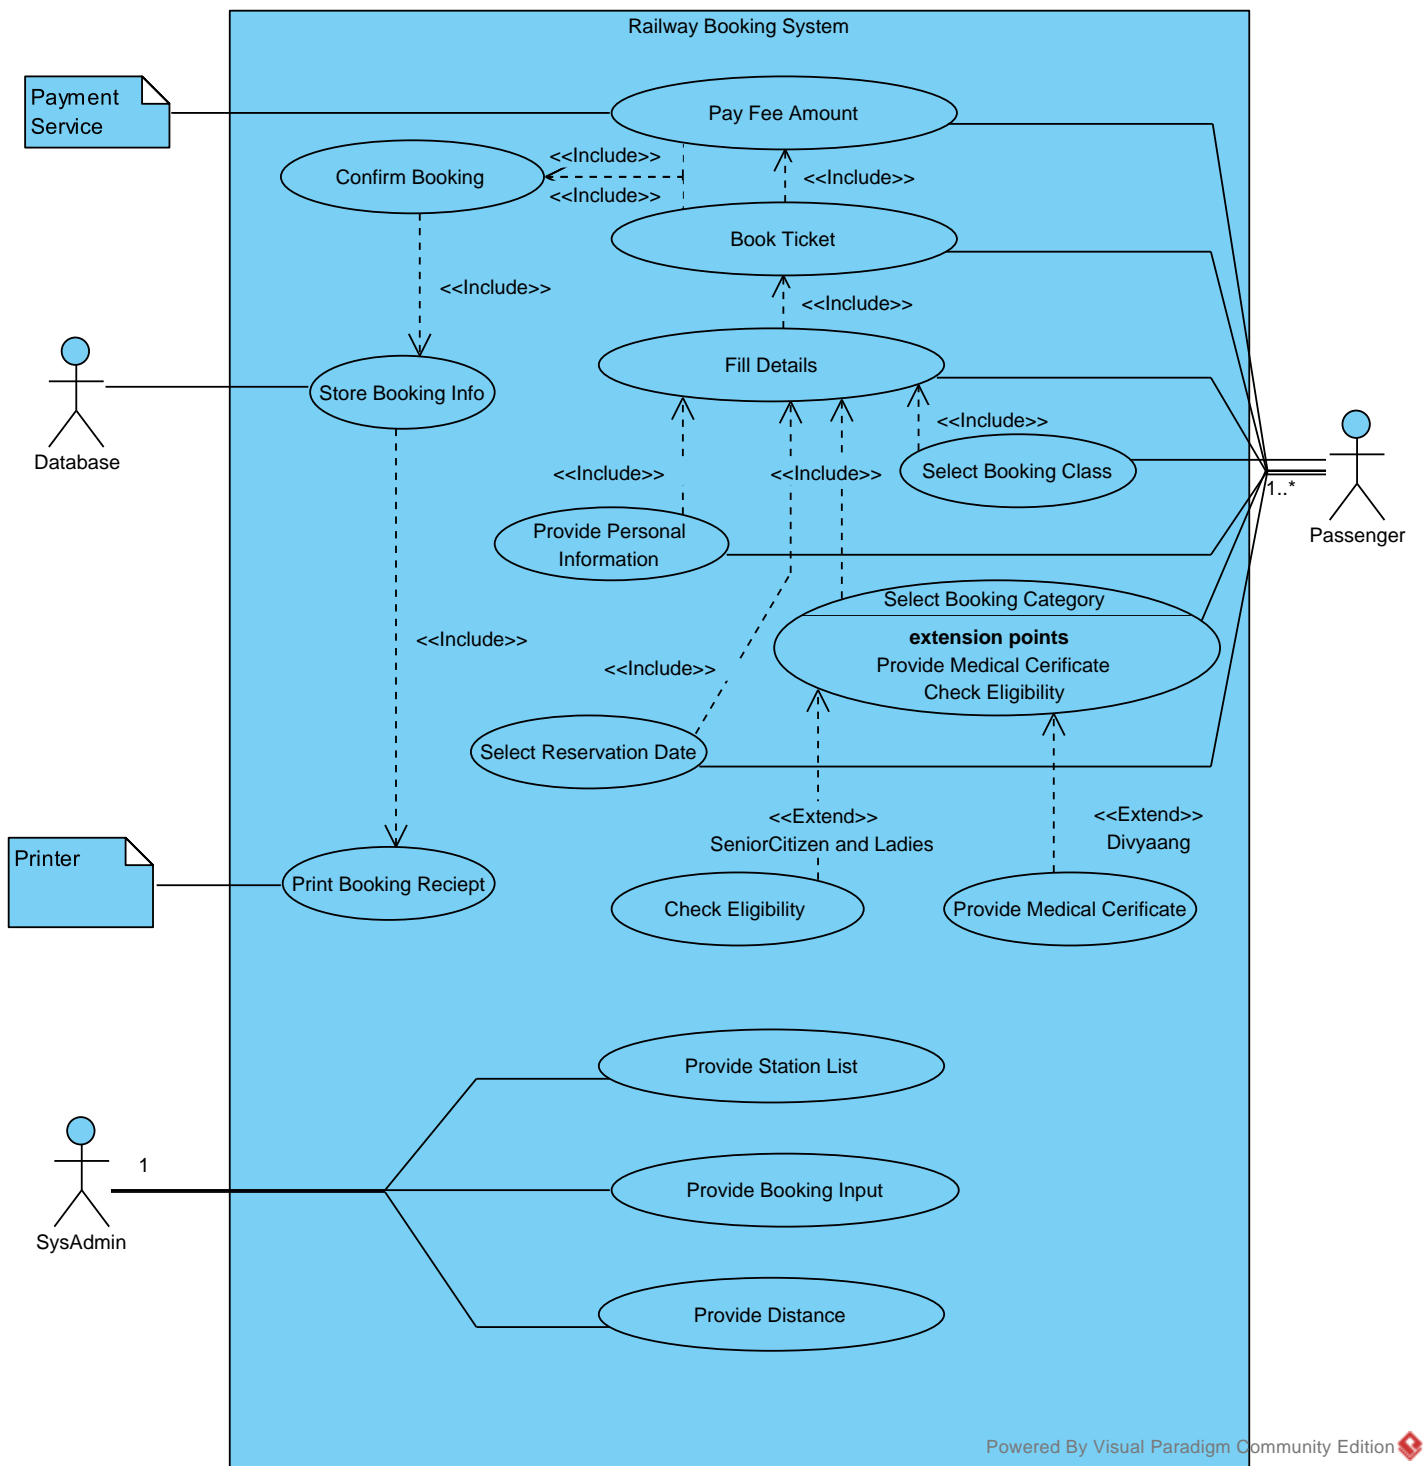 Railway Booking System
Payment
Service
Pay Fee Amount
<<Include>>
Confirm Booking
<<Include>>
<<Include>>
Book Ticket
<<Include>>
<<Include>>
Fill Details
Store Booking Info
Database
<<Include>>
<<Include>>
<<Include>>
Select Booking Class
1..*
Passenger
Provide Personal
Information
Select Booking Category
extension points
Provide Medical Cerificate
Check Eligibility
<<Include>>
<<Include>>
Select Reservation Date
<<Extend>>
SeniorCitizen and Ladies
<<Extend>>
Divyaang
Printer
Print Booking Reciept
Check Eligibility
Provide Medical Cerificate
Provide Station List
1
SysAdmin
Provide Booking Input
Provide Distance
Powered By Visual Paradigm Community Edition